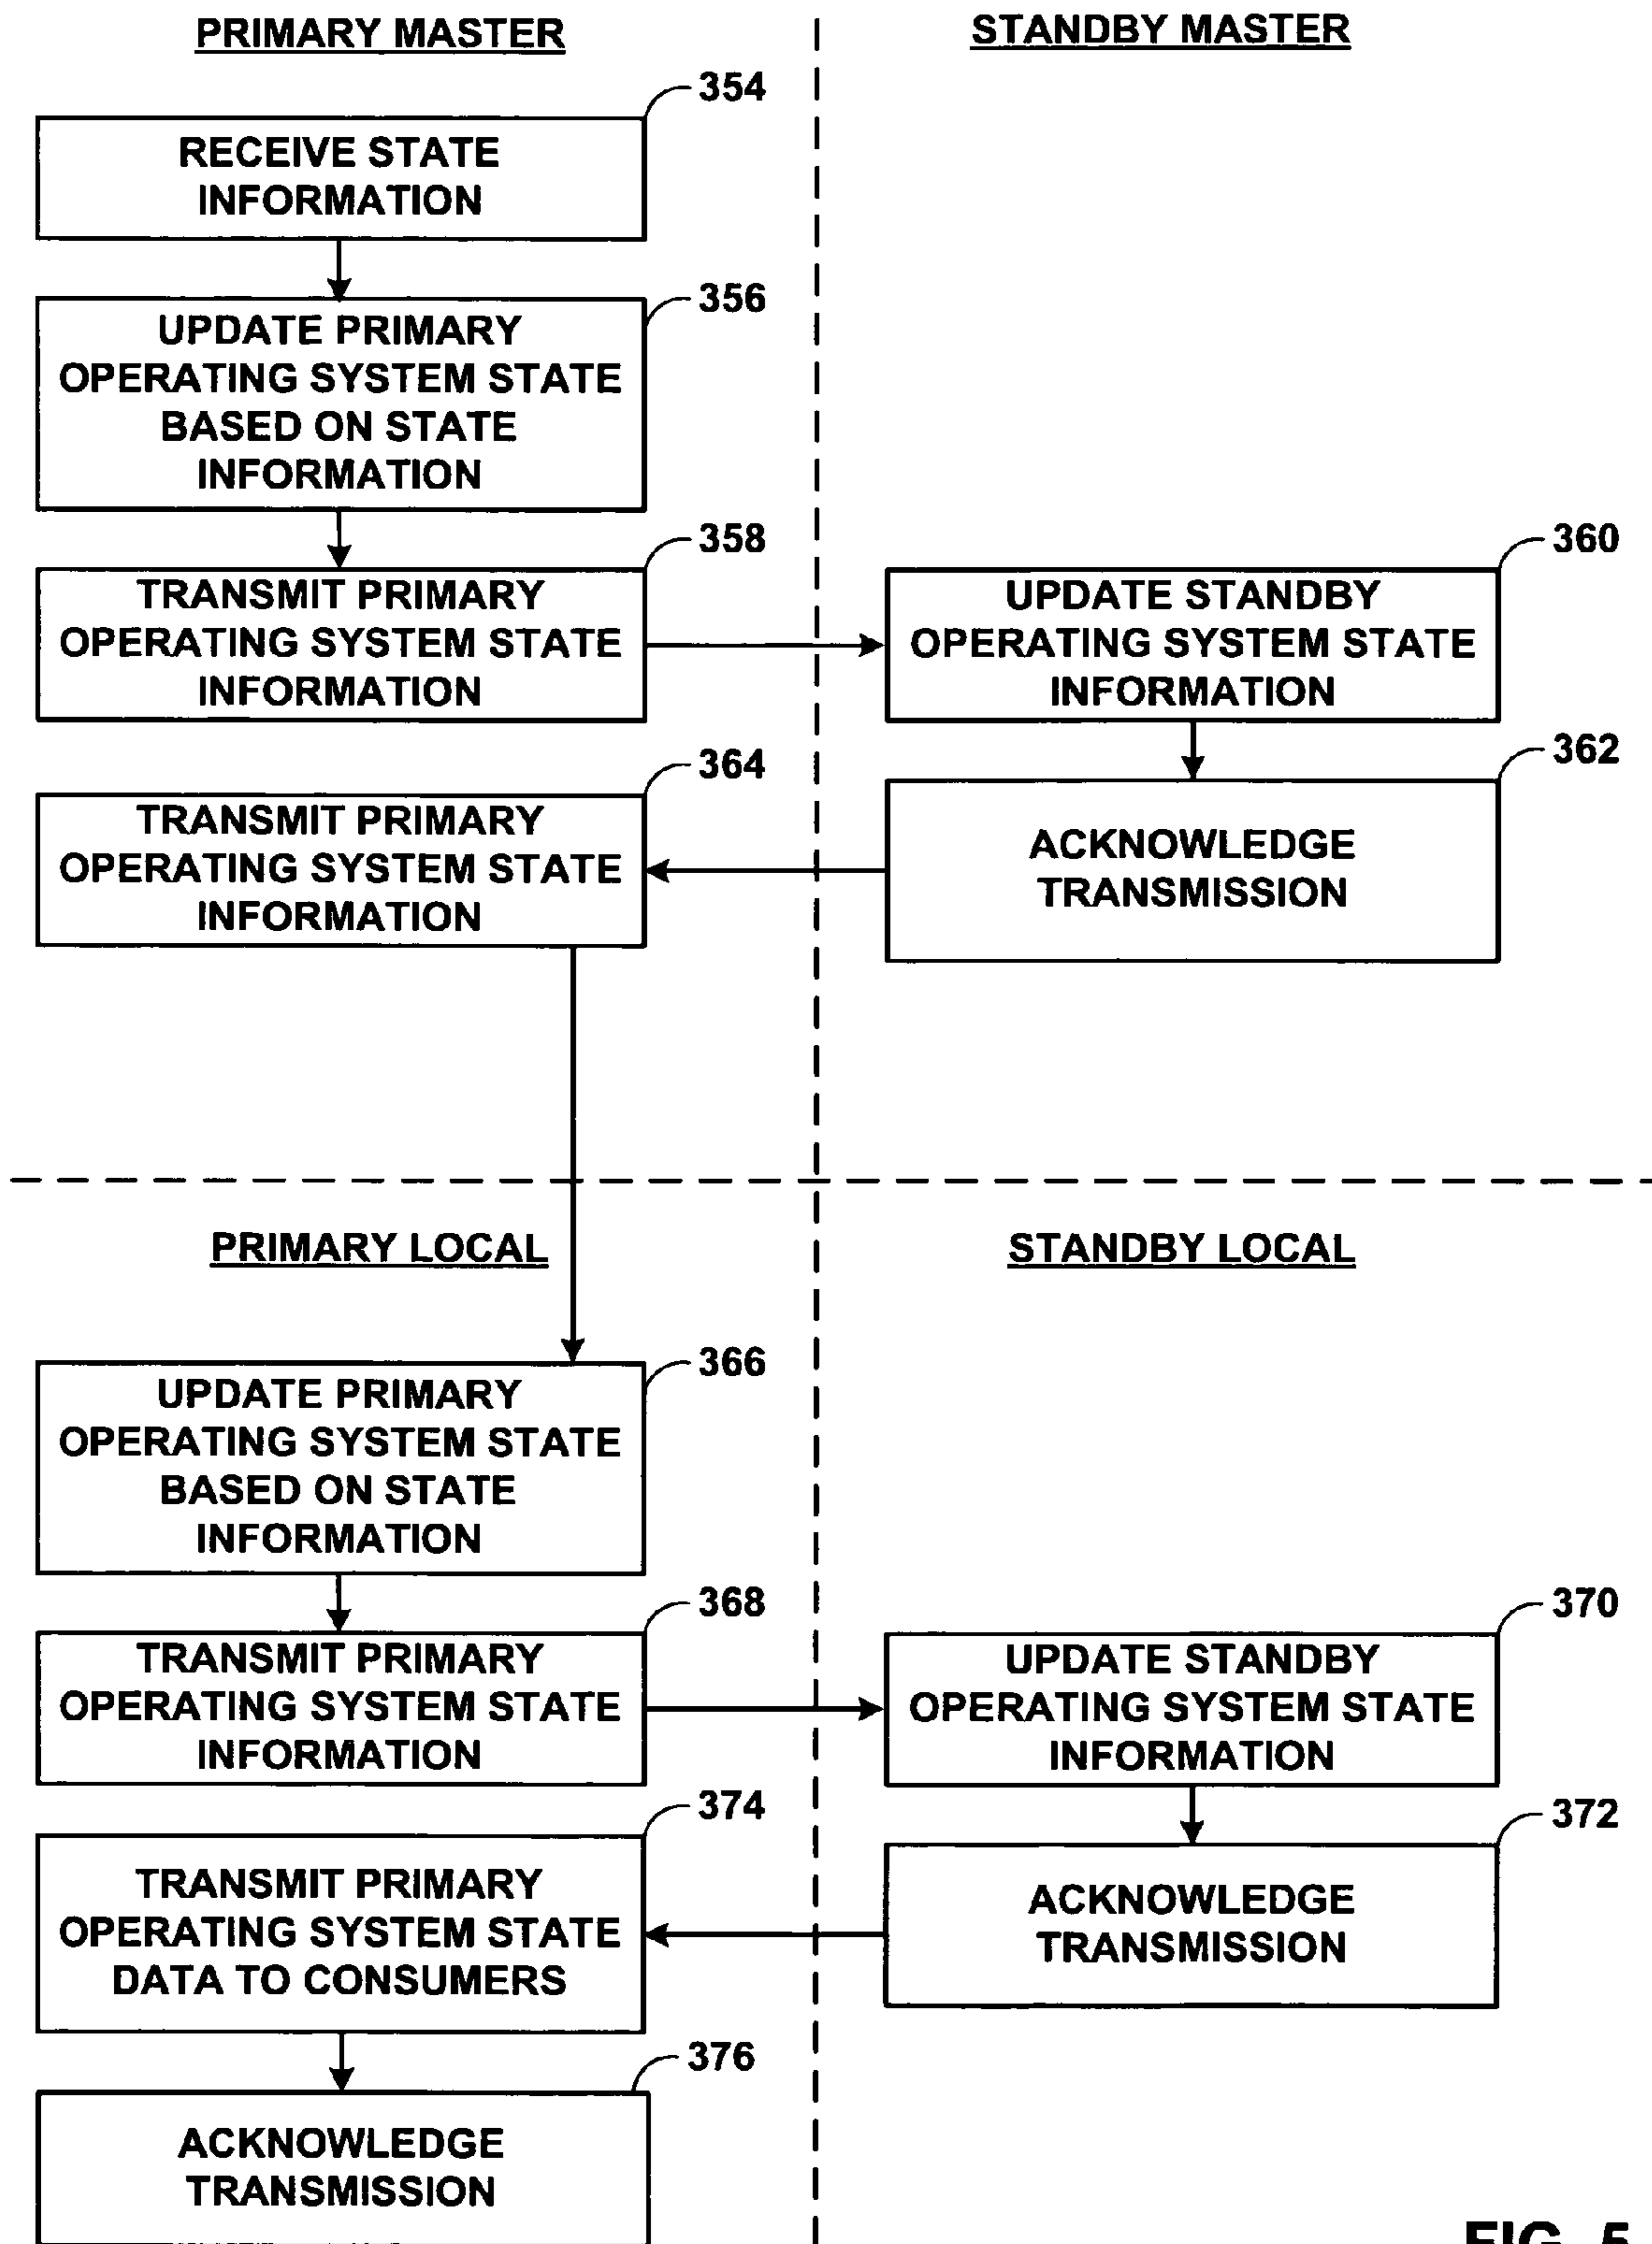 PRIMARY MASTER
STANDBY MASTER
354
RECEIVE STATE
INFORMATION
356
UPDATE PRIMARY
OPERATING SYSTEM STATE
BASED ON STATE
INFORMATION
358
TRANSMIT PRIMARY
OPERATING SYSTEM STATE
INFORMATION
360
UPDATE STANDBY
OPERATING SYSTEM STATE
INFORMATION
362
ACKNOWLEDGE
TRANSMISSION
364
TRANSMIT PRIMARY
OPERATING SYSTEM STATE
INFORMATION
PRIMARY LOCAL
STANDBY LOCAL
366
UPDATE PRIMARY
OPERATING SYSTEM STATE
BASED ON STATE
INFORMATION
368
TRANSMIT PRIMARY
OPERATING SYSTEM STATE
INFORMATION
370
UPDATE STANDBY
OPERATING SYSTEM STATE
INFORMATION
372
ACKNOWLEDGE
TRANSMISSION
374
TRANSMIT PRIMARY
OPERATING SYSTEM STATE
DATA TO CONSUMERS
376
ACKNOWLEDGE
TRANSMISSION
FIG. 5